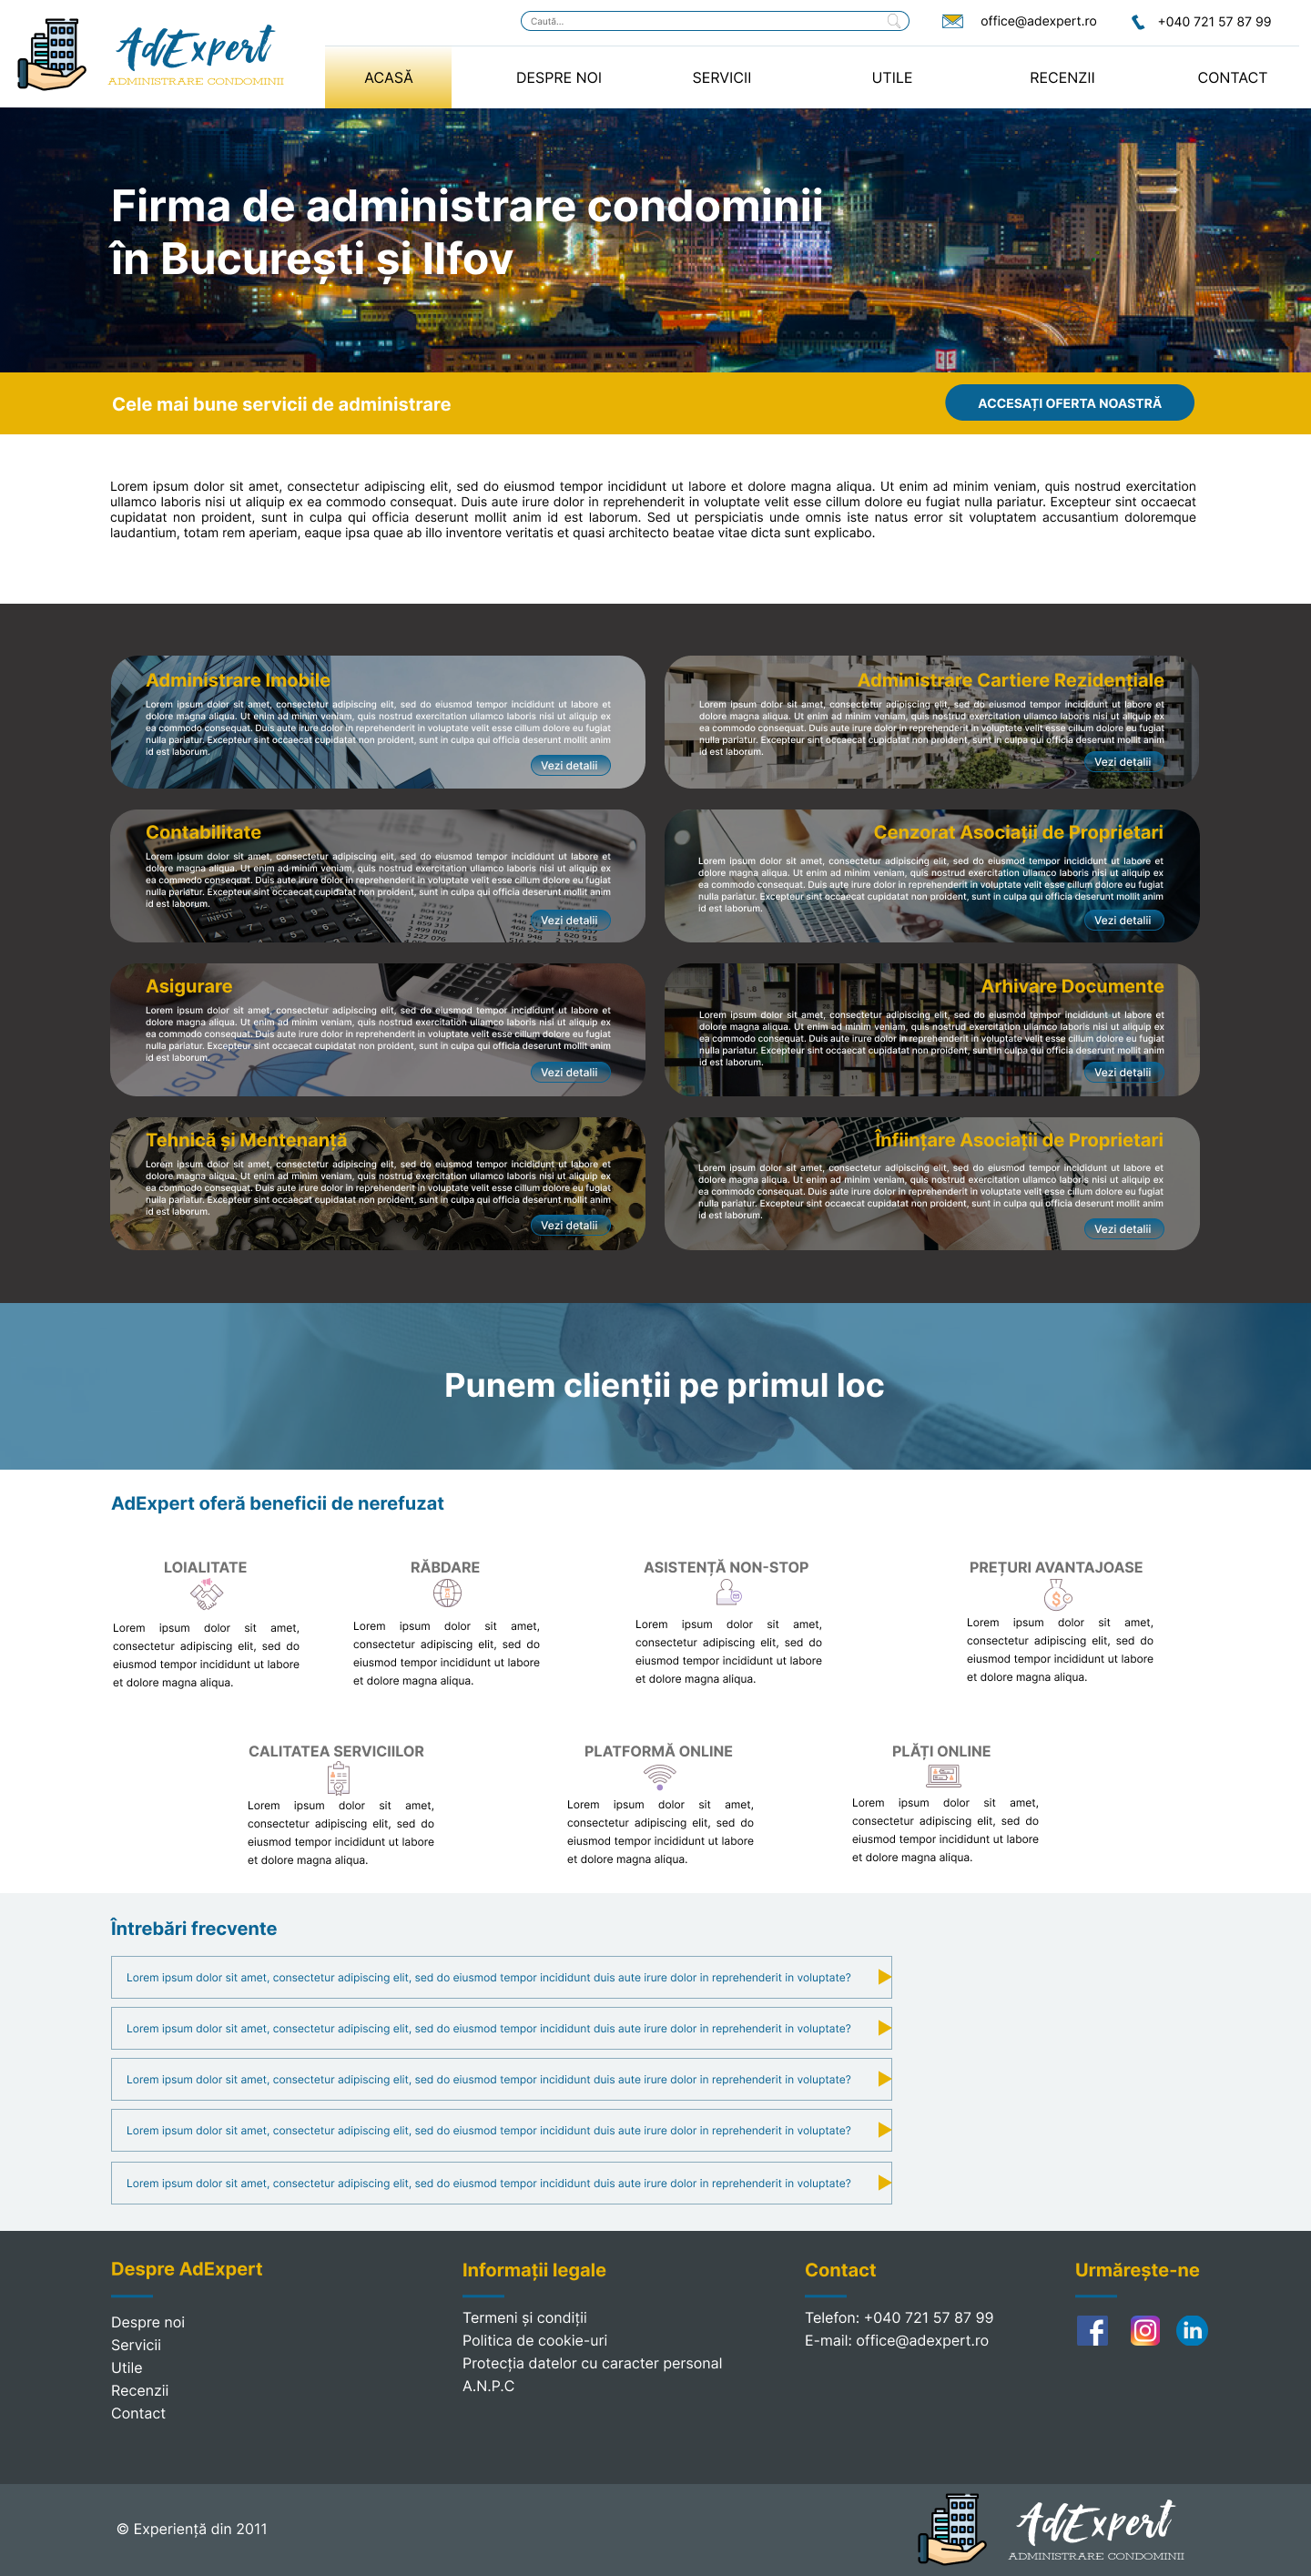 AdExpert
ADMINISTRARE CONDOMINII
Caută...
office@adexpert.ro
+040 721 57 87 99
ACASĂ
DESPRE NOI
SERVICII
UTILE
RECENZII
CONTACT
Firma de administrare condominii
în București și Ilfov
Cele mai bune servicii de administrare
ACCESAȚI OFERTA NOASTRĂ
Lorem ipsum dolor sit amet, consectetur adipiscing elit, sed do eiusmod tempor incididunt ut labore et dolore magna aliqua. Ut enim ad minim veniam, quis nostrud exercitation
ullamco laboris nisi ut aliquip ex ea commodo consequat. Duis aute irure dolor in reprehenderit in voluptate velit esse cillum dolore eu fugiat nulla pariatur. Excepteur sint occaecat
cupidatat non proident, sunt in culpa qui officia deserunt mollit anim id est laborum. Sed ut perspiciatis unde omnis iste natus error sit voluptatem accusantium doloremque
laudantium, totam rem aperiam, eaque ipsa quae ab illo inventore veritatis et quasi architecto beatae vitae dicta sunt explicabo.
Administrare Imobile
Lorem ipsum dolor sit amet, consectetur adipiscing elit, sed do eiusmod tempor incididunt ut labore et
dolore magna aliqua. Ut enim ad minim veniam, quis nostrud exercitation ullamco laboris nisi ut aliquip ex
ea commodo consequat. Duis aute irure dolor in reprehenderit in voluptate velit esse cillum dolore eu fugiat
nulla pariatur. Excepteur sint occaecat cupidatat non proident, sunt in culpa qui officia deserunt mollit anim
id est laborum.
Vezi detalii
Administrare Cartiere Rezidențiale
Lorem ipsum dolor sit amet, consectetur adipiscing elit, sed do eiusmod tempor incididunt ut labore et
dolore magna aliqua. Ut enim ad minim veniam, quis nostrud exercitation ullamco laboris nisi ut aliquip ex
ea commodo consequat. Duis aute irure dolor in reprehenderit in voluptate velit esse cillum dolore eu fugiat
nulla pariatur. Excepteur sint occaecat cupidatat non proident, sunt in culpa qui officia deserunt mollit anim
id est laborum.
Vezi detalii
Contabilitate
Lorem ipsum dolor sit amet, consectetur adipiscing elit, sed do eiusmod tempor incididunt ut labore et
dolore magna aliqua. Ut enim ad minim veniam, quis nostrud exercitation ullamco laboris nisi ut aliquip ex
ea commodo consequat. Duis aute irure dolor in reprehenderit in voluptate velit esse cillum dolore eu fugiat
nulla pariatur. Excepteur sint occaecat cupidatat non proident, sunt in culpa qui officia deserunt mollit anim
id est laborum.
Vezi detalii
Cenzorat Asociații de Proprietari
Lorem ipsum dolor sit amet, consectetur adipiscing elit, sed do eiusmod tempor incididunt ut labore et
dolore magna aliqua. Ut enim ad minim veniam, quis nostrud exercitation ullamco laboris nisi ut aliquip ex
ea commodo consequat. Duis aute irure dolor in reprehenderit in voluptate velit esse cillum dolore eu fugiat
nulla pariatur. Excepteur sint occaecat cupidatat non proident, sunt in culpa qui officia deserunt mollit anim
id est laborum.
Vezi detalii
Asigurare
Lorem ipsum dolor sit amet, consectetur adipiscing elit, sed do eiusmod tempor incididunt ut labore et
dolore magna aliqua. Ut enim ad minim veniam, quis nostrud exercitation ullamco laboris nisi ut aliquip ex
ea commodo consequat. Duis aute irure dolor in reprehenderit in voluptate velit esse cillum dolore eu fugiat
nulla pariatur. Excepteur sint occaecat cupidatat non proident, sunt in culpa qui officia deserunt mollit anim
id est laborum.
Vezi detalii
Arhivare Documente
Lorem ipsum dolor sit amet, consectetur adipiscing elit, sed do eiusmod tempor incididunt ut labore et
dolore magna aliqua. Ut enim ad minim veniam, quis nostrud exercitation ullamco laboris nisi ut aliquip ex
ea commodo consequat. Duis aute irure dolor in reprehenderit in voluptate velit esse cillum dolore eu fugiat
nulla pariatur. Excepteur sint occaecat cupidatat non proident, sunt in culpa qui officia deserunt mollit anim
id est laborum.
Vezi detalii
Tehnică și Mentenanță
Lorem ipsum dolor sit amet, consectetur adipiscing elit, sed do eiusmod tempor incididunt ut labore et
dolore magna aliqua. Ut enim ad minim veniam, quis nostrud exercitation ullamco laboris nisi ut aliquip ex
ea commodo consequat. Duis aute irure dolor in reprehenderit in voluptate velit esse cillum dolore eu fugiat
nulla pariatur. Excepteur sint occaecat cupidatat non proident, sunt in culpa qui officia deserunt mollit anim
id est laborum.
Vezi detalii
Înființare Asociații de Proprietari
Lorem ipsum dolor sit amet, consectetur adipiscing elit, sed do eiusmod tempor incididunt ut labore et
dolore magna aliqua. Ut enim ad minim veniam, quis nostrud exercitation ullamco laboris nisi ut aliquip ex
ea commodo consequat. Duis aute irure dolor in reprehenderit in voluptate velit esse cillum dolore eu fugiat
nulla pariatur. Excepteur sint occaecat cupidatat non proident, sunt in culpa qui officia deserunt mollit anim
id est laborum.
Vezi detalii
Punem clienții pe primul loc
AdExpert oferă beneficii de nerefuzat
LOIALITATE
Lorem ipsum dolor sit amet,
consectetur adipiscing elit, sed do
eiusmod tempor incididunt ut labore
et dolore magna aliqua.
RĂBDARE
Lorem ipsum dolor sit amet,
consectetur adipiscing elit, sed do
eiusmod tempor incididunt ut labore
et dolore magna aliqua.
ASISTENȚĂ NON-STOP
Lorem ipsum dolor sit amet,
consectetur adipiscing elit, sed do
eiusmod tempor incididunt ut labore
et dolore magna aliqua.
PREȚURI AVANTAJOASE
Lorem ipsum dolor sit amet,
consectetur adipiscing elit, sed do
eiusmod tempor incididunt ut labore
et dolore magna aliqua.
CALITATEA SERVICIILOR
Lorem ipsum dolor sit amet,
consectetur adipiscing elit, sed do
eiusmod tempor incididunt ut labore
et dolore magna aliqua.
PLATFORMĂ ONLINE
Lorem ipsum dolor sit amet,
consectetur adipiscing elit, sed do
eiusmod tempor incididunt ut labore
et dolore magna aliqua.
PLĂȚI ONLINE
Lorem ipsum dolor sit amet,
consectetur adipiscing elit, sed do
eiusmod tempor incididunt ut labore
et dolore magna aliqua.
Întrebări frecvente
Lorem ipsum dolor sit amet, consectetur adipiscing elit, sed do eiusmod tempor incididunt duis aute irure dolor in reprehenderit in voluptate?
Lorem ipsum dolor sit amet, consectetur adipiscing elit, sed do eiusmod tempor incididunt duis aute irure dolor in reprehenderit in voluptate?
Lorem ipsum dolor sit amet, consectetur adipiscing elit, sed do eiusmod tempor incididunt duis aute irure dolor in reprehenderit in voluptate?
Lorem ipsum dolor sit amet, consectetur adipiscing elit, sed do eiusmod tempor incididunt duis aute irure dolor in reprehenderit in voluptate?
Lorem ipsum dolor sit amet, consectetur adipiscing elit, sed do eiusmod tempor incididunt duis aute irure dolor in reprehenderit in voluptate?
Despre AdExpert
Despre noi
Servicii
Utile
Recenzii
Contact
Informații legale
Termeni și condiții
Politica de cookie-uri
Protecția datelor cu caracter personal
A.N.P.C
Contact
Telefon: +040 721 57 87 99
E-mail: office@adexpert.ro
Urmărește-ne
© Experiență din 2011
AdExpert
ADMINISTRARE CONDOMINII